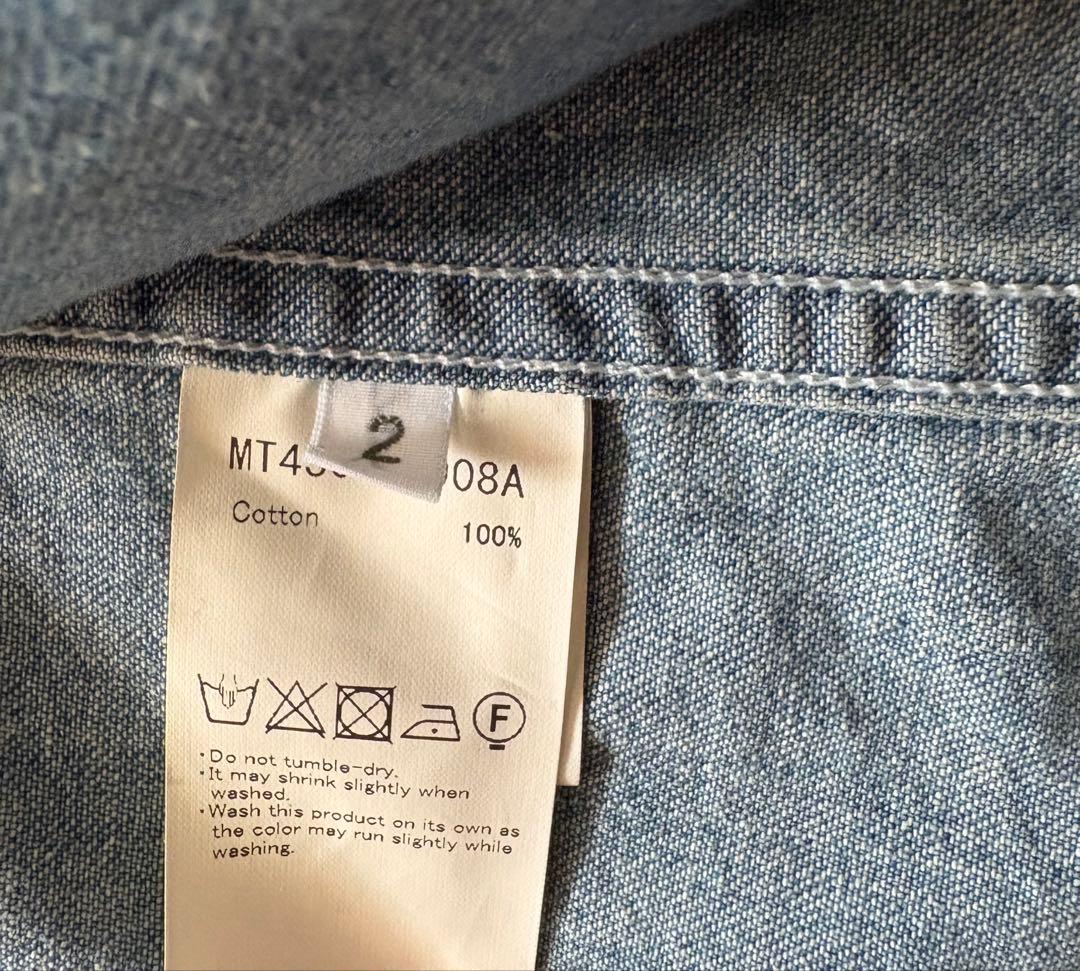 2
08A
Cotton
100%
F
·Do not tumble-dry.
·It may shrink slightly when
washed.
·Wash this product on its own as
the color may run slightly while
washing.